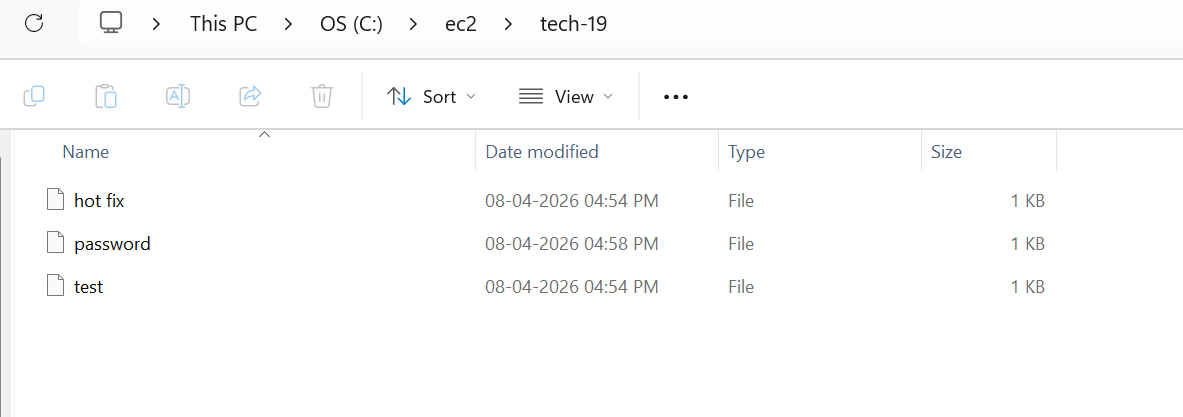 This PC > OS (C:) > ec2 > tech-19
Sort View
Name Date modified Type Size
hot fix 08-04-2026 04:54 PM File 1 KB
password 08-04-2026 04:58 PM File 1 KB
test 08-04-2026 04:54 PM File 1 KB